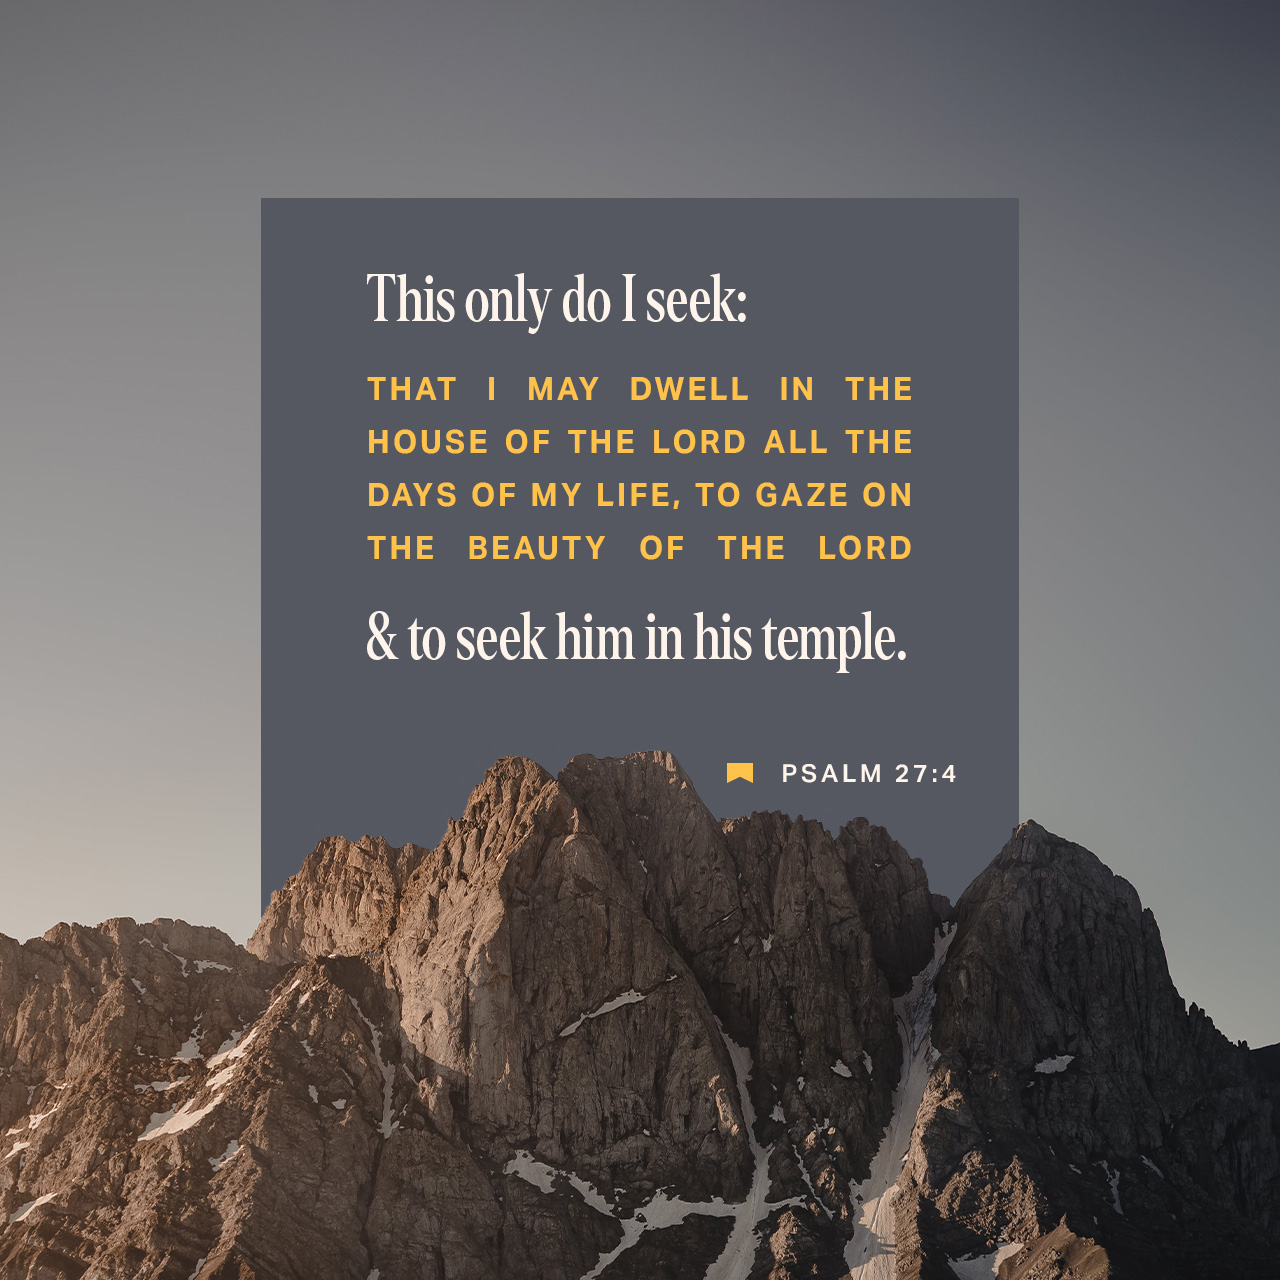 This only do I seek:
THAT I MAY DWELL IN THE
HOUSE OF THE LORD ALL THE
DAYS OF MY LIFE, TO GAZE ON
THE BEAUTY OF THE LORD
& to seek him in his temple.
PSALM 27:4